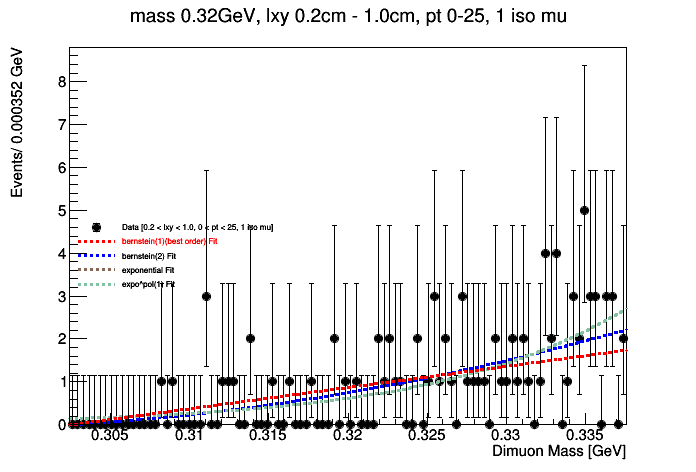 mass 0.32GeV, lxy 0.2cm - 1.0cm, pt 0-25, 1 iso mu
Events/ 0.000352 GeV
8
7
6
5
4
3
2
1
0
Data [0.2 < lxy < 1.0, 0 < pt < 25, 1 iso mu]
bernstein(1)(best order) Fit
bernstein(2) Fit
exponential Fit
expo*pol(1) Fit
0.305 0.31 0.315 0.32 0.325 0.33 0.335
Dimuon Mass [GeV]